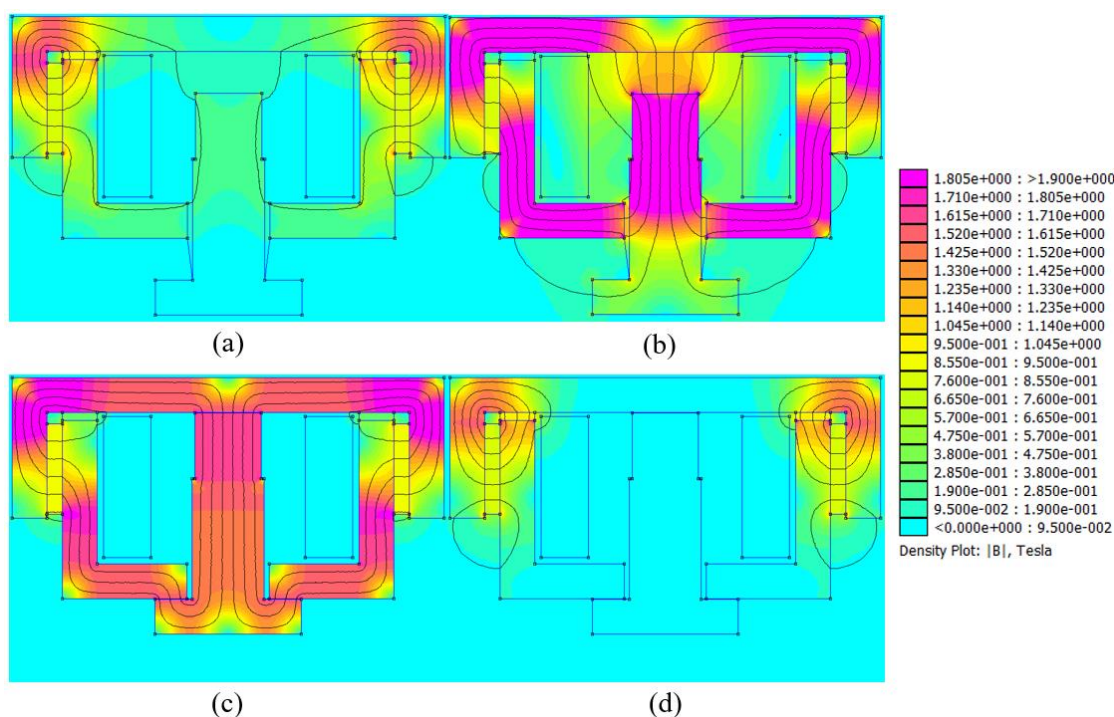 (a)
(b)
(c)
(d)
1.805e+000 : >1.900e+000
1.710e+000 : 1.805e+000
1.615e+000 : 1.710e+000
1.520e+000 : 1.615e+000
1.425e+000 : 1.520e+000
1.330e+000 : 1.425e+000
1.235e+000 : 1.330e+000
1.140e+000 : 1.235e+000
1.045e+000 : 1.140e+000
9.500e-001 : 1.045e+000
8.550e-001 : 9.500e-001
7.600e-001 : 8.550e-001
6.650e-001 : 7.600e-001
5.700e-001 : 6.650e-001
4.750e-001 : 5.700e-001
3.800e-001 : 4.750e-001
2.850e-001 : 3.800e-001
1.900e-001 : 2.850e-001
9.500e-002 : 1.900e-001
<0.000e+000 : 9.500e-002
Density Plot: |B|, Tesla